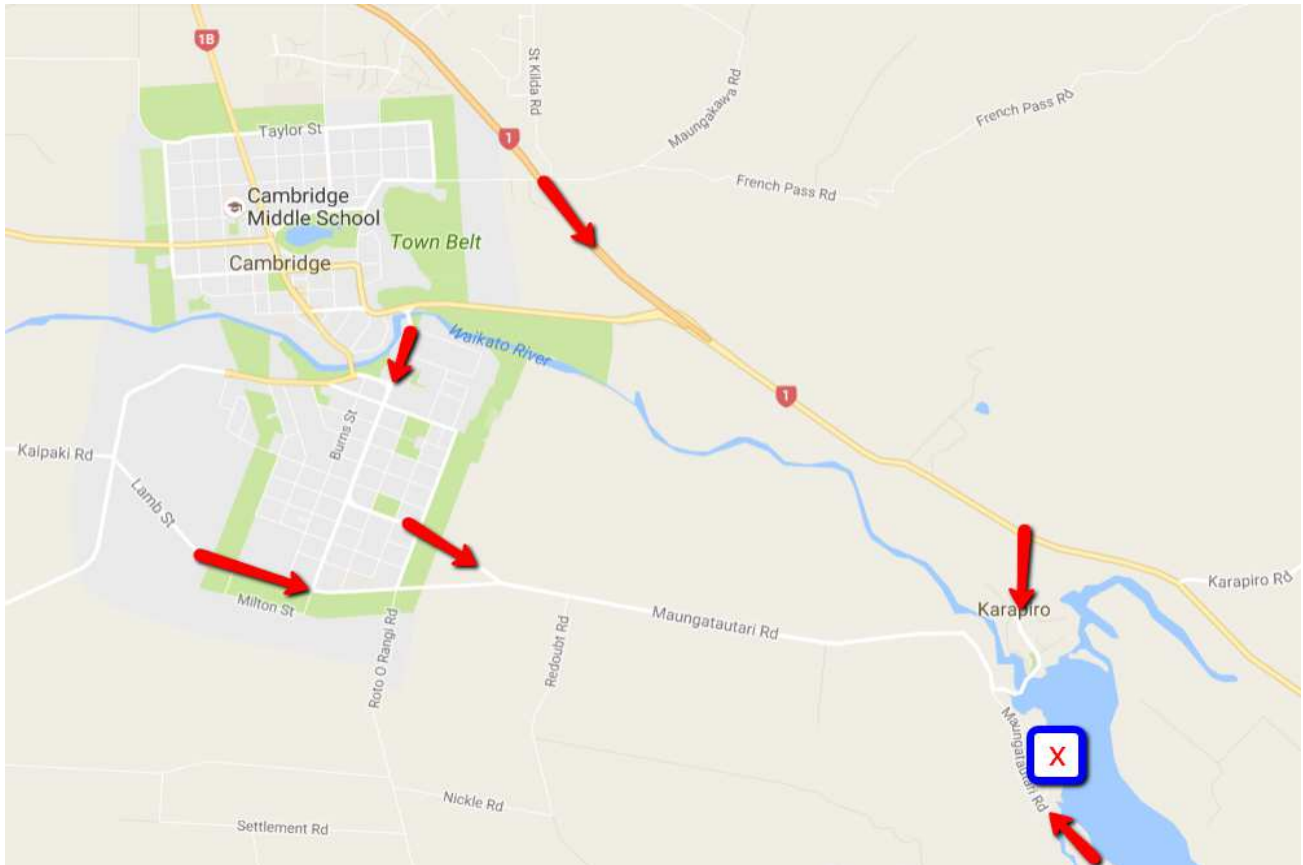 1B
St Kilda Rd
Maungakawa Rd
French Pass Rd
Taylor St
1
French Pass Rd
Cambridge
Middle School
Town Belt
Cambridge
Waikato River
1
Burns St
Kaipaki Rd
Lamb St
Karapiro Rd
Milton St
Karapiro
Maungatautari Rd
Roto O Rangi Rd
Redoubt Rd
Maungatautari Rd
X
Nickle Rd
Settlement Rd